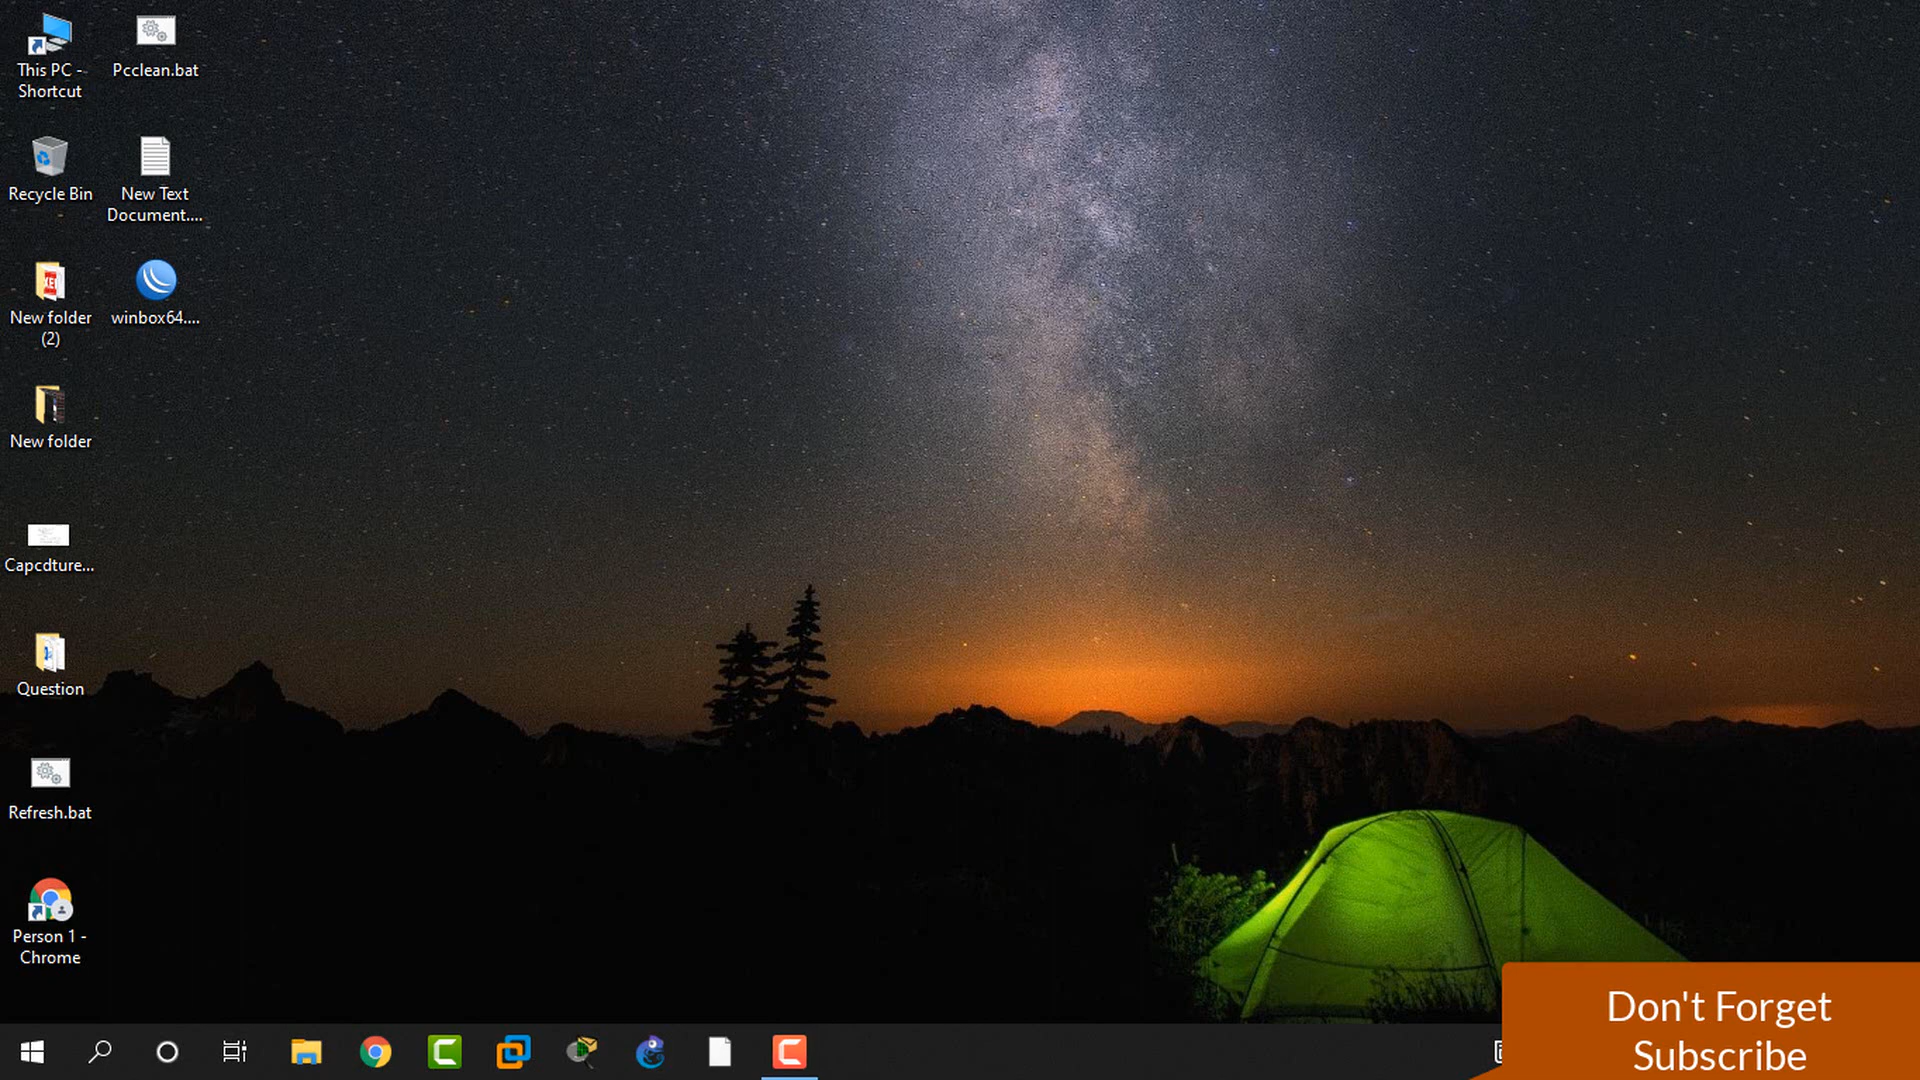 This PC -
Shortcut
Pcclean.bat
Recycle Bin
New Text
Document....
New folder
(2)
winbox64....
New folder
Capcdture...
Question
Refresh.bat
Person 1 -
Chrome
Don't Forget
Subscribe